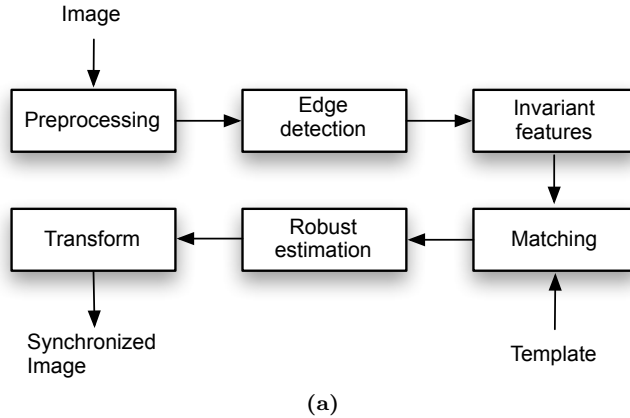 Image
Preprocessing
Edge
detection
Invariant
features
Transform
Robust
estimation
Matching
Synchronized
Image
Template
(a)